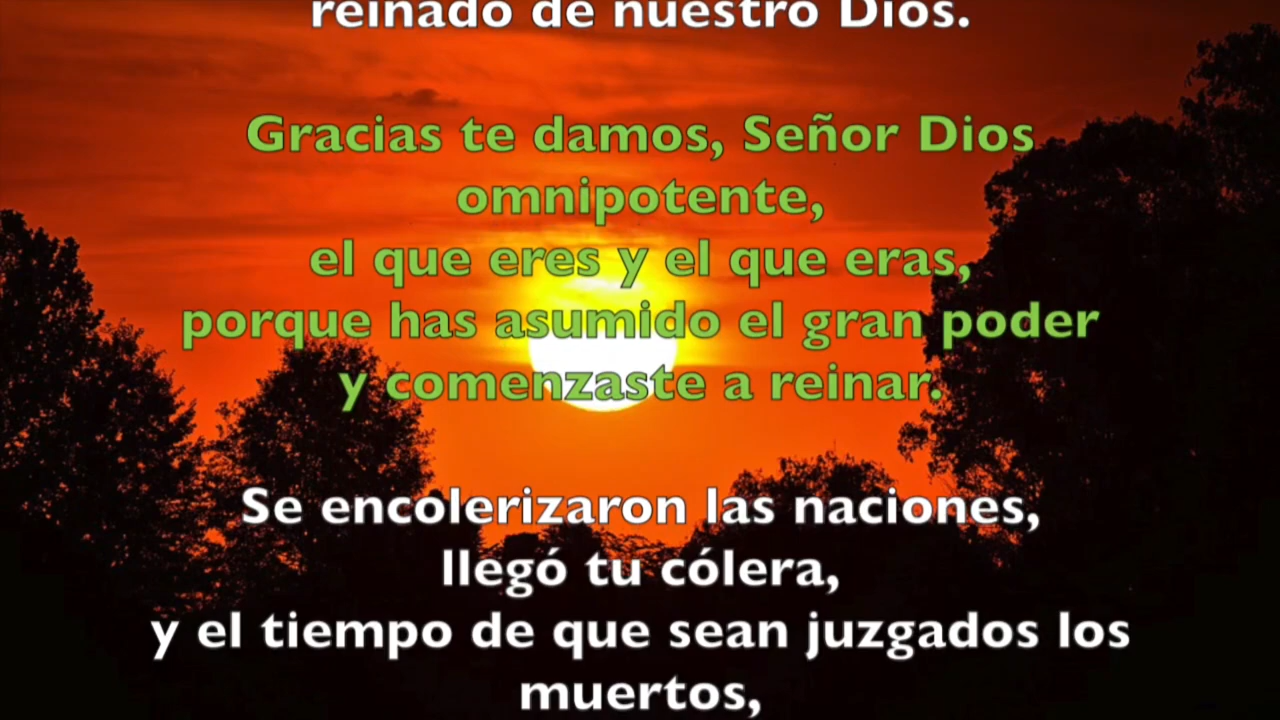 reinado de nuestro Dios.
Gracias te damos, Señor Dios
omnipotente,
el que eres y el que eras,
porque has asumido el gran poder
y comenzaste a reinar.
Se encolerizaron las naciones,
llegó tu cólera,
y el tiempo de que sean juzgados los
muertos,